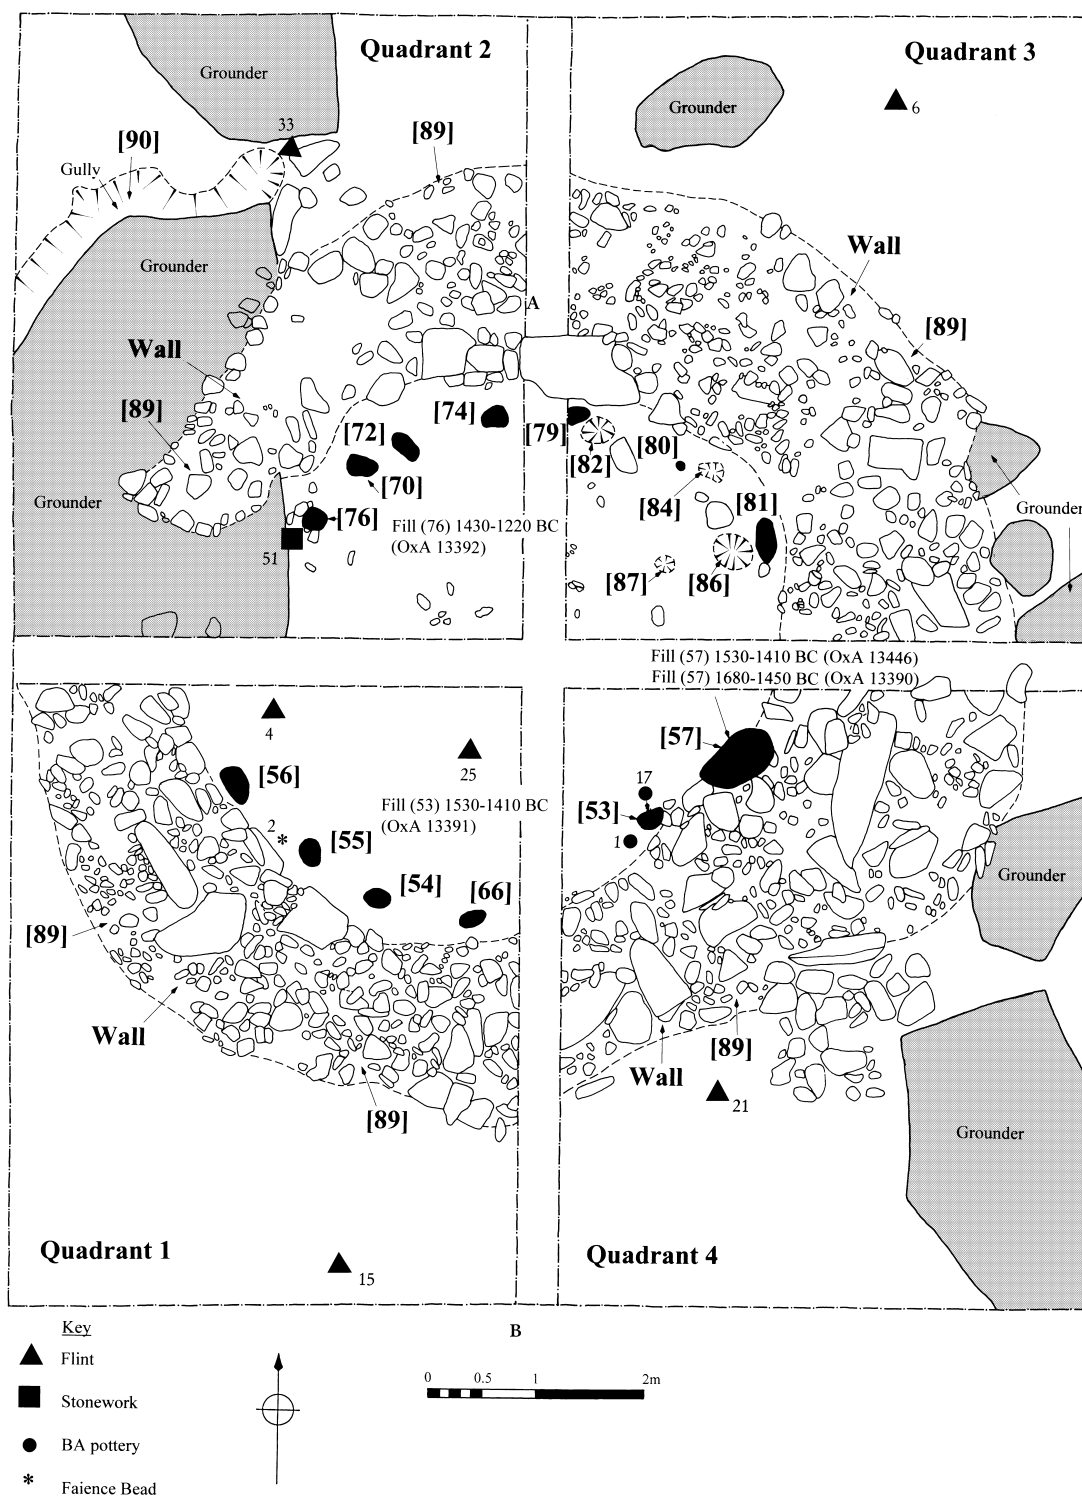 Quadrant 2
Quadrant 3
Grounder
Grounder
6
33
[90]
[89]
Gully
Grounder
Wall
A
Wall
[89]
[89]
[74]
[72]
[79]
[80]
[82]
[70]
[81]
[84]
Grounder
[76]
Fill (76) 1430-1220 BC
(OxA 13392)
Grounder
51
[87]
[86]
Fill (57) 1530-1410 BC (OxA 13446)
Fill (57) 1680-1450 BC (OxA 13390)
4
[57]
25
[56]
17
Fill (53) 1530-1410 BC
(OxA 13391)
[53]
2
[55]
1
Grounder
[54]
[66]
[89]
Wall
[89]
Wall
21
[89]
Grounder
Quadrant 1
Quadrant 4
15
B
Key
Flint
Stonework
BA pottery
Faience Bead
0 0.5 1 2m